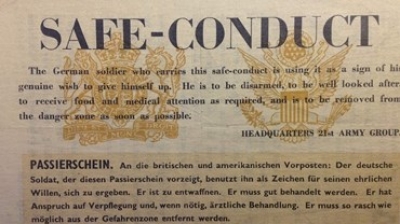 SAFE-CONDUCT
The German soldier who carries this safe-conduct is using it as a sign of his
genuine wish to give himself up. He is to be disarmed, to be well looked after,
to receive food and medical attention as required, and is to be removed from
the danger zone as soon as possible.
HEADQUARTERS 21st ARMY GROUP.
PASSIERSCHEIN. An die britischen und amerikanischen Vorposten: Der deutsche
Soldat, der diesen Passierschein vorzeigt, benutzt ihn als Zeichen für seinen ehrlichen
Willen, sich zu ergeben. Er ist zu entwaffnen. Er muss gut behandelt werden. Er hat
Anspruch auf Verpflegung und, wenn nötig, ärztliche Behandlung. Er muss so rasch wie
möglich aus der Gefahrenzone entfernt werden.